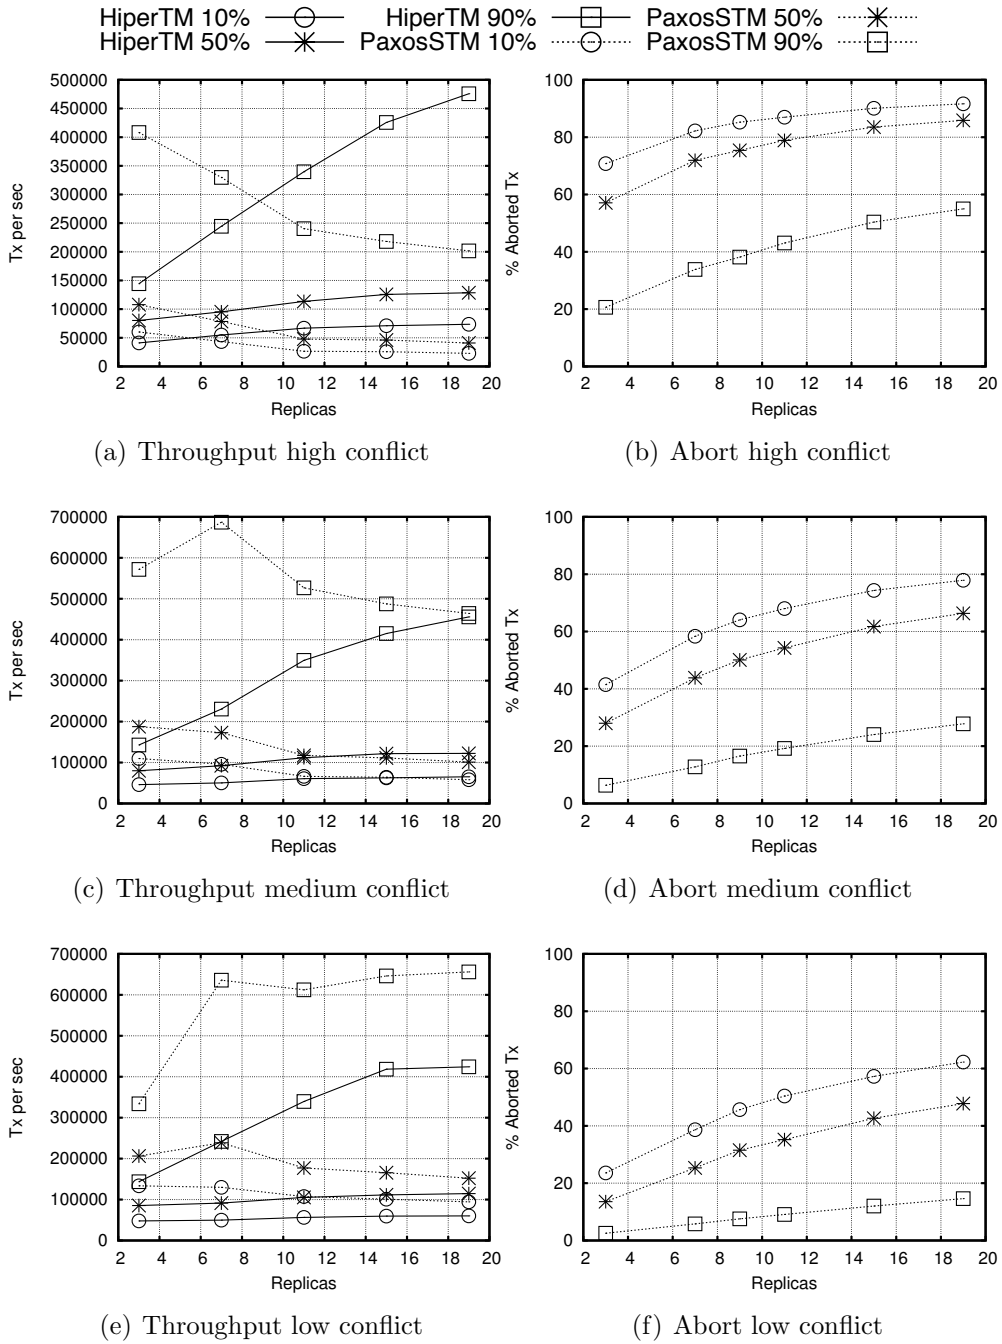 HiperTM 10% HiperTM 90% PaxosSTM 50%
HiperTM 50% PaxosSTM 10% PaxosSTM 90%
500000
450000
400000
350000
300000
250000
200000
150000
100000
50000
0
Tx per sec
2 4 6 8 10 12 14 16 18 20
Replicas
(a) Throughput high conflict
100
80
60
40
20
0
% Aborted Tx
2 4 6 8 10 12 14 16 18 20
Replicas
(b) Abort high conflict
700000
600000
500000
400000
300000
200000
100000
0
Tx per sec
2 4 6 8 10 12 14 16 18 20
Replicas
(c) Throughput medium conflict
100
80
60
40
20
0
% Aborted Tx
2 4 6 8 10 12 14 16 18 20
Replicas
(d) Abort medium conflict
700000
600000
500000
400000
300000
200000
100000
0
Tx per sec
2 4 6 8 10 12 14 16 18 20
Replicas
(e) Throughput low conflict
100
80
60
40
20
0
% Aborted Tx
2 4 6 8 10 12 14 16 18 20
Replicas
(f) Abort low conflict